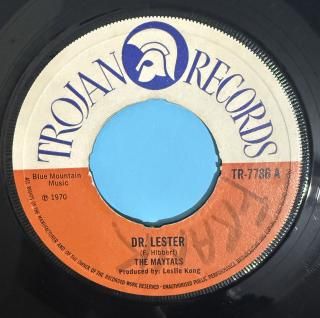 TROJAN RECORDS
Blue Mountain
Music
℗ 1970
TR-7786 A
DR. LESTER
(F. Hibbert)
THE MAYTALS
Produced by: Leslie Kong
ALL RIGHTS OF THE MANUFACTURER AND OF THE OWNER OF THE RECORDED WORK RESERVED — UNAUTHORISED PUBLIC PERFORMANCE